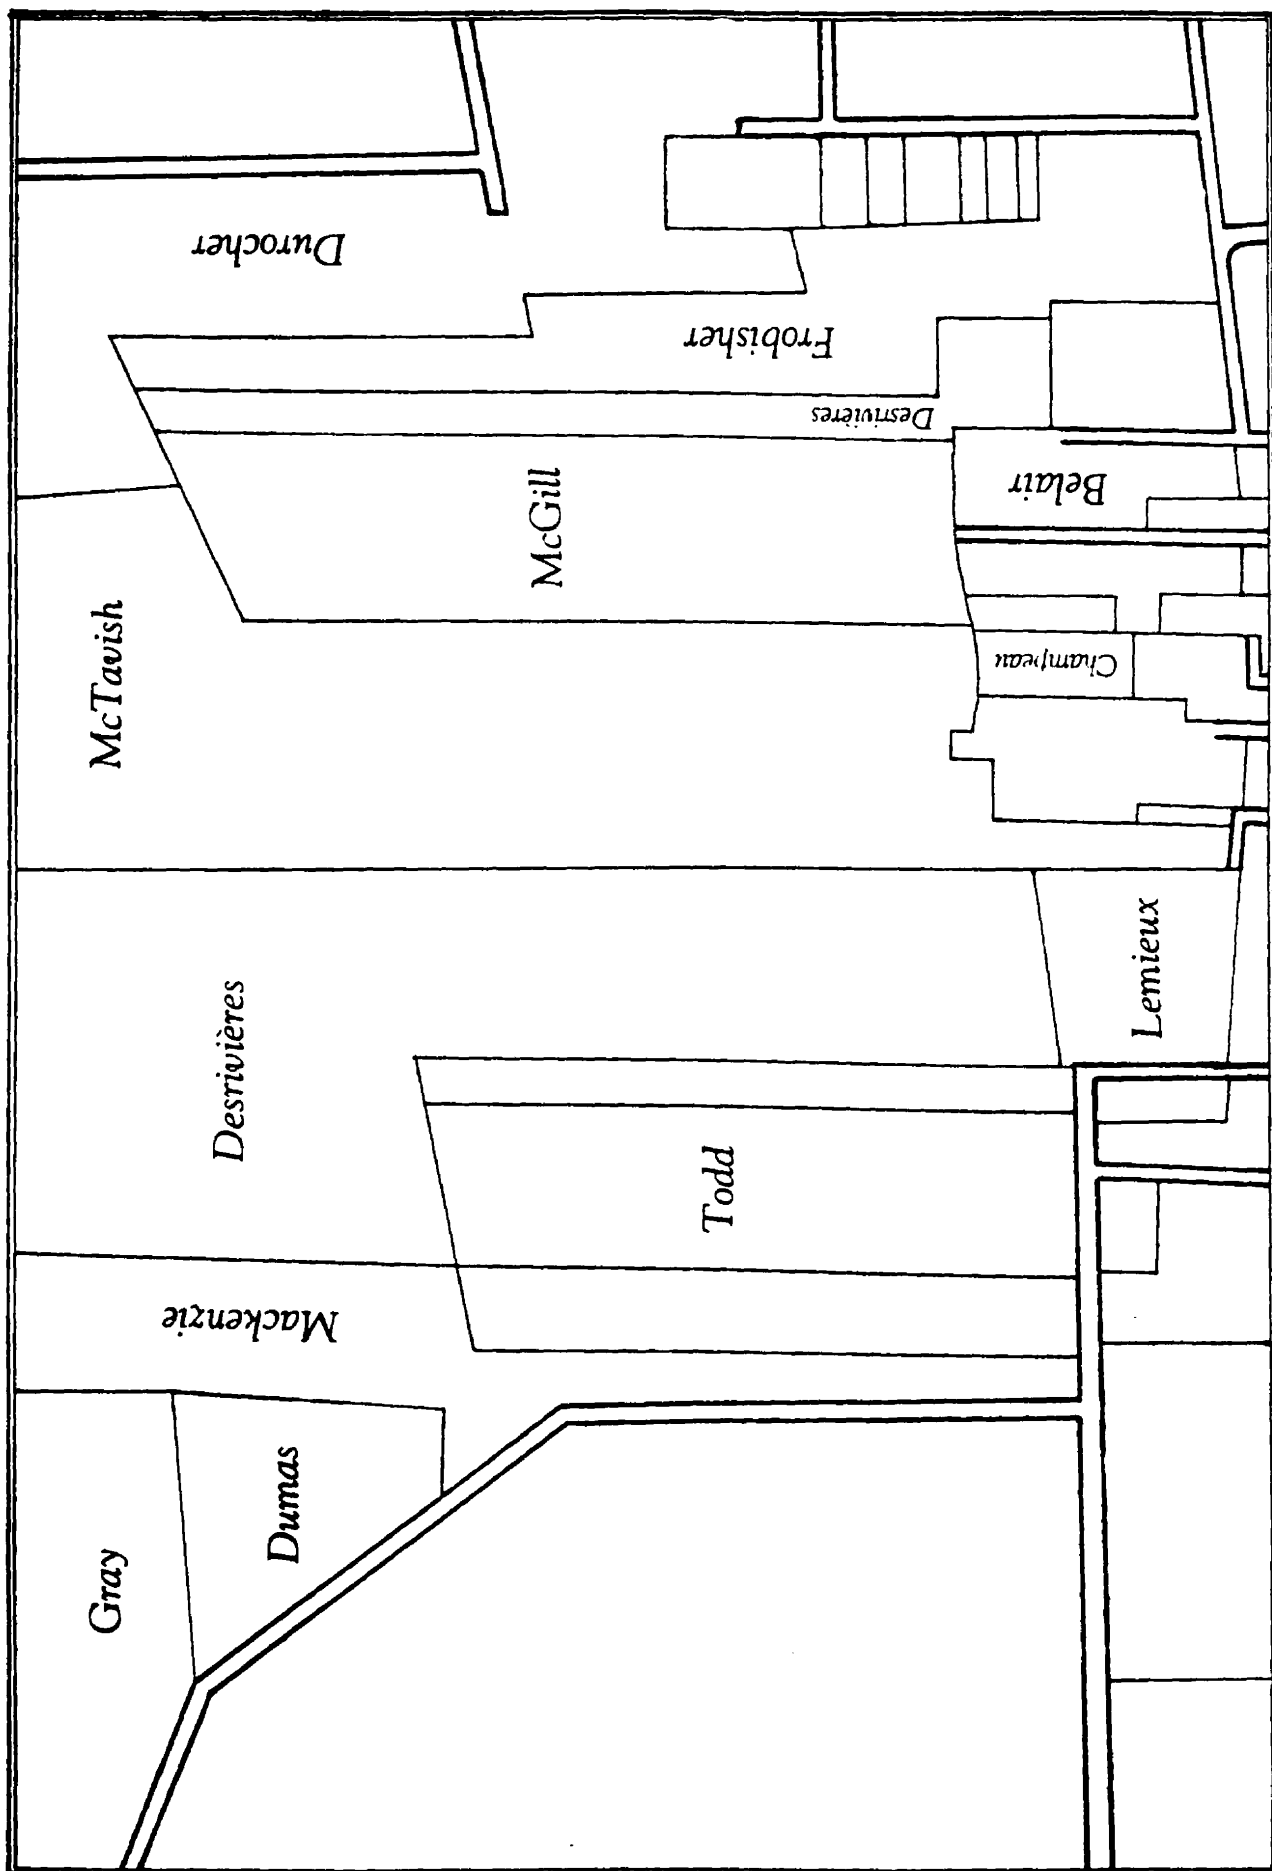 Durocher
Frobisher
Desrivières
McGill
Belair
McTavish
Champeau
Desrivières
Lemieux
Todd
Mackenzie
Dumas
Gray